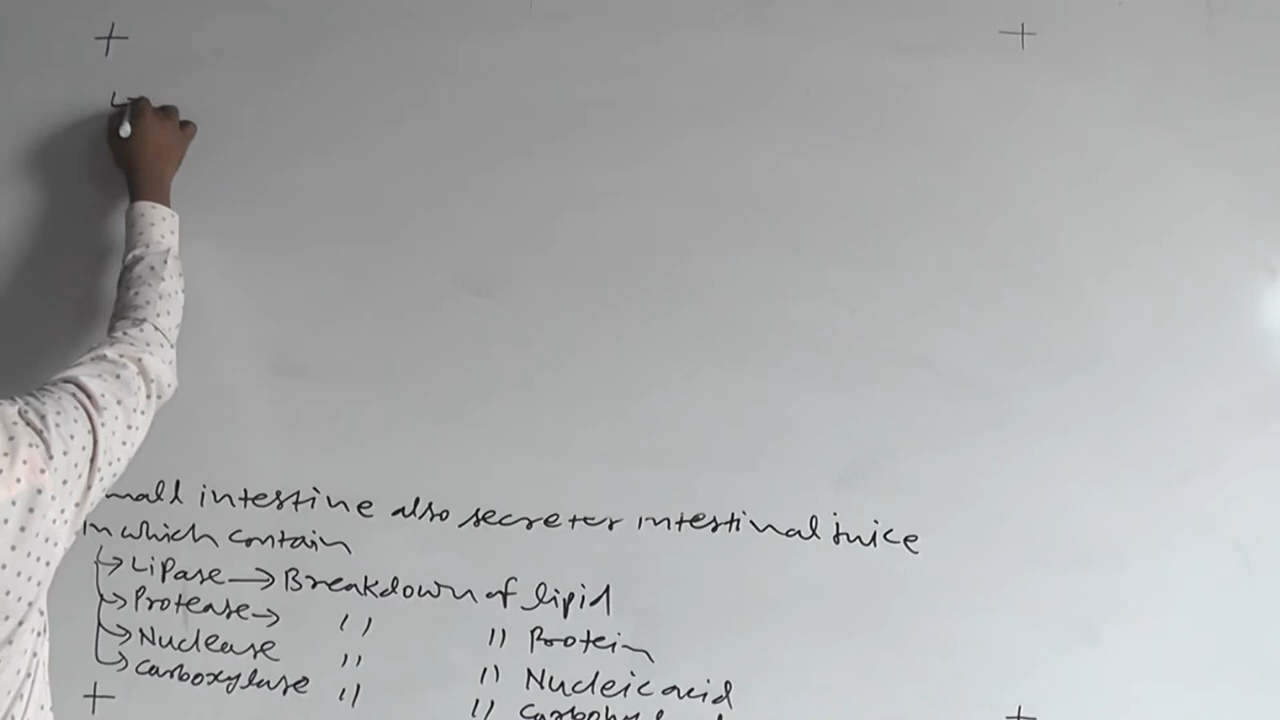 mall intestine also secretes intestinal juice
in which contain
→ Lipase → Breakdown of lipid
→ Protease → " " Protein
→ Nuclease " " Nucleic acid
→ Carboxylase " "